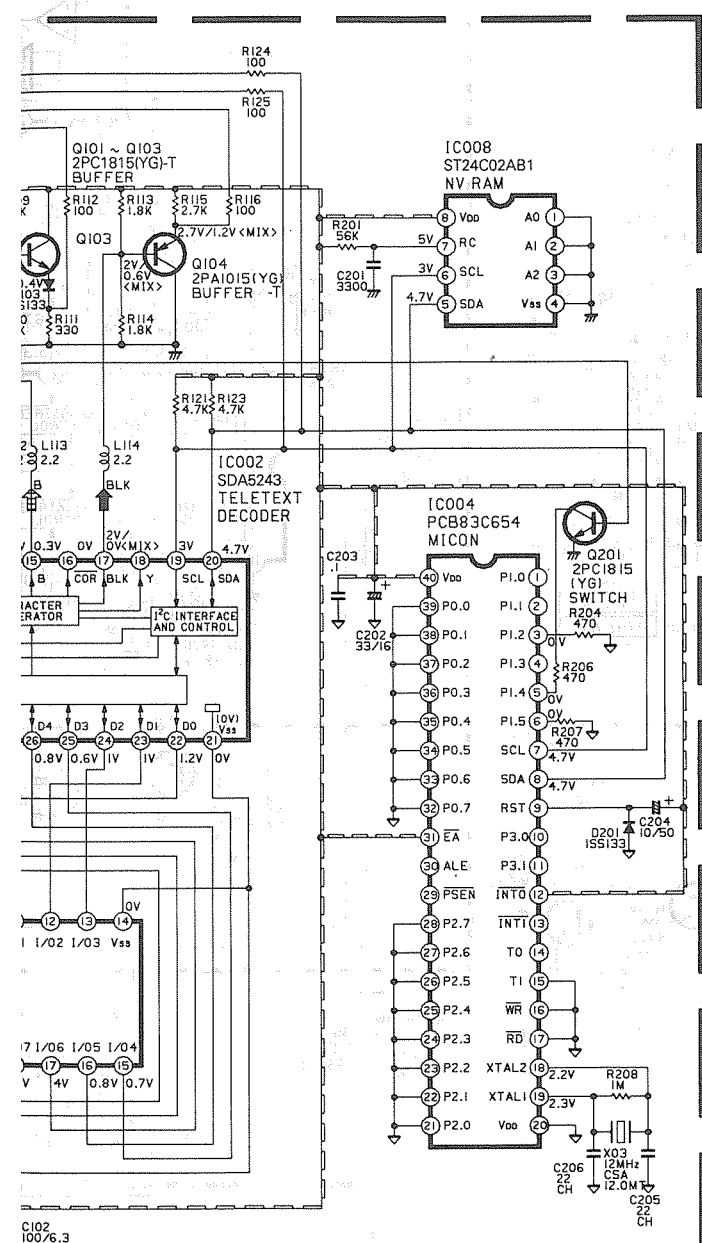 R124
100
R125
100
Q101 ~ Q103
2PC1815(YG)-T
BUFFER
R112
100
R113
1.8K
R115
2.7K
R116
100
2.7V/1.2V<MIX>
Q103
2V/
0.6V
<MIX>
Q104
2PA1015(YG)
BUFFER -T
0.4V
R111
330
R114
1.8K
IC008
ST24C02AB1
NV RAM
R201
56K
C201
3300
5V
3V
4.7V
8 VDD
7 RC
6 SCL
5 SDA
A0 1
A1 2
A2 3
Vss 4
R121
4.7K
R123
4.7K
L113
2.2
L114
2.2
B
BLK
IC002
SDA5243
TELETEXT
DECODER
0.3V
0V
2V/
0V<MIX>
3V
4.7V
15 16 17 18 19 20
B COR BLK Y SCL SDA
I²C INTERFACE
AND CONTROL
(0V)
Vss
D4 D3 D2 D1 D0
26 25 24 23 22 21
0.8V 0.6V 1V 1V 1.2V 0V
0V
12 13 14
I/02 I/03 Vss
I/06 I/05 I/04
17 16 15
4V 0.8V 0.7V
C102
100/6.3
C203
.1
C202
33/16
IC004
PCB83C654
MICON
Q201
2PC1815
(YG)
SWITCH
R204
470
R206
470
R207
470
40 VDD P1.0 1
39 P0.0 P1.1 2
38 P0.1 P1.2 3 0V
37 P0.2 P1.3 4
36 P0.3 P1.4 5 0V
35 P0.4 P1.5 6 0V
34 P0.5 SCL 7 4.7V
33 P0.6 SDA 8 4.7V
32 P0.7 RST 9
31 EA P3.0 10
30 ALE P3.1 11
29 PSEN INT0 12
28 P2.7 INT1 13
27 P2.6 T0 14
26 P2.5 T1 15
25 P2.4 WR 16
24 P2.3 RD 17
23 P2.2 XTAL2 18 2.2V
22 P2.1 XTAL1 19 2.3V
21 P2.0 VDD 20
D201
1SS133
C204
10/50
R208
1M
X03
12MHz
CSA
12.0MT
C206
22
CH
C205
22
CH